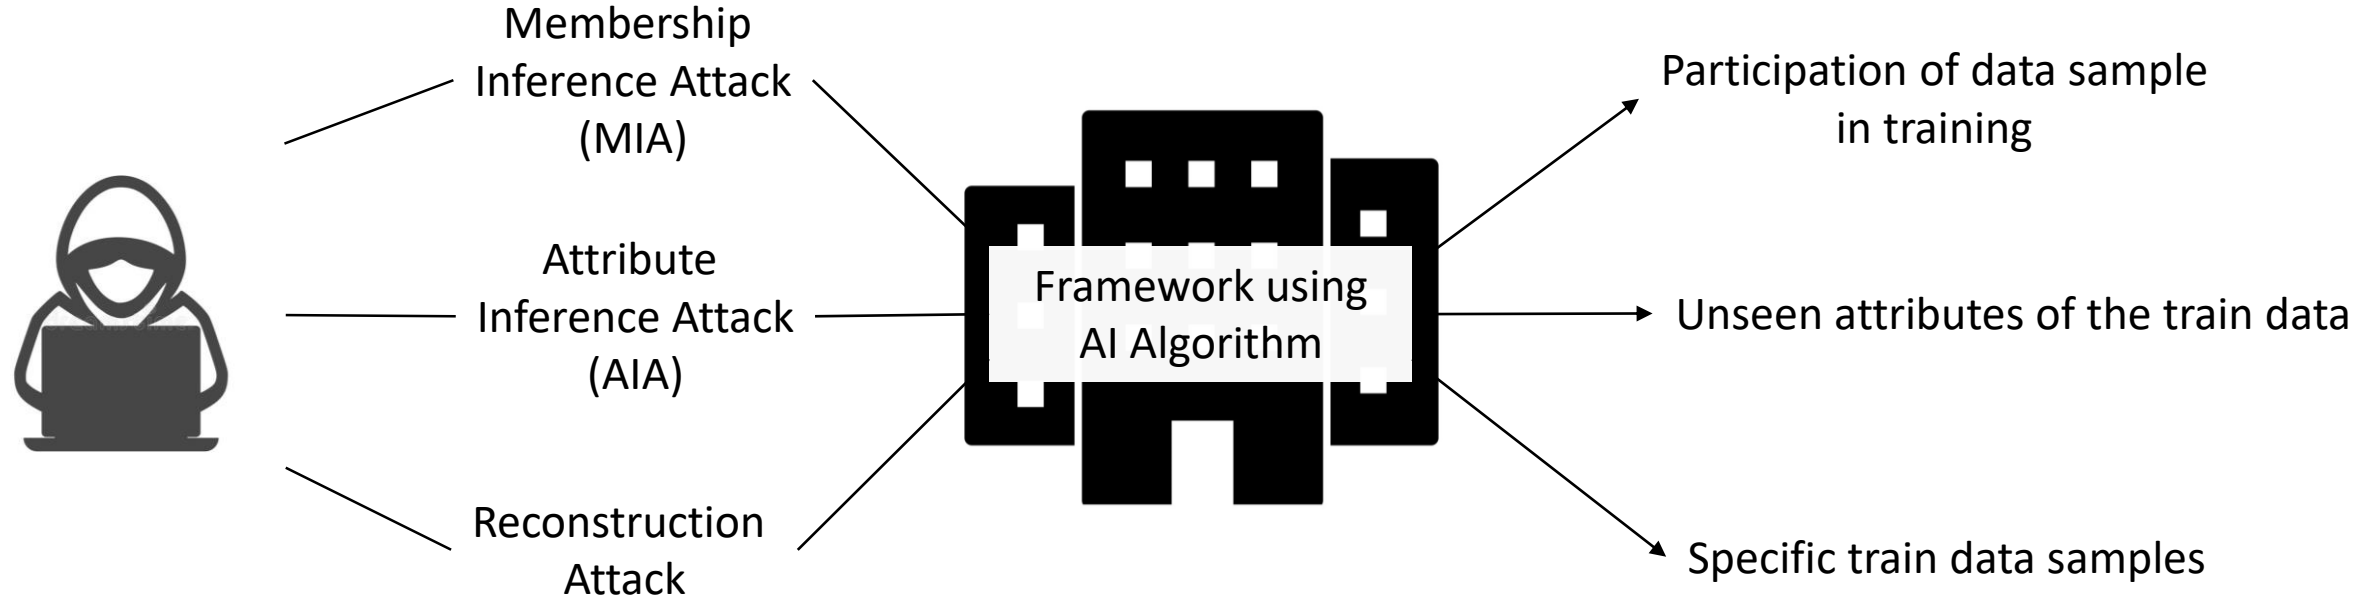 Membership
Inference Attack
(MIA)
Attribute
Inference Attack
(AIA)
Reconstruction
Attack
Framework using
AI Algorithm
Participation of data sample
in training
Unseen attributes of the train data
Specific train data samples